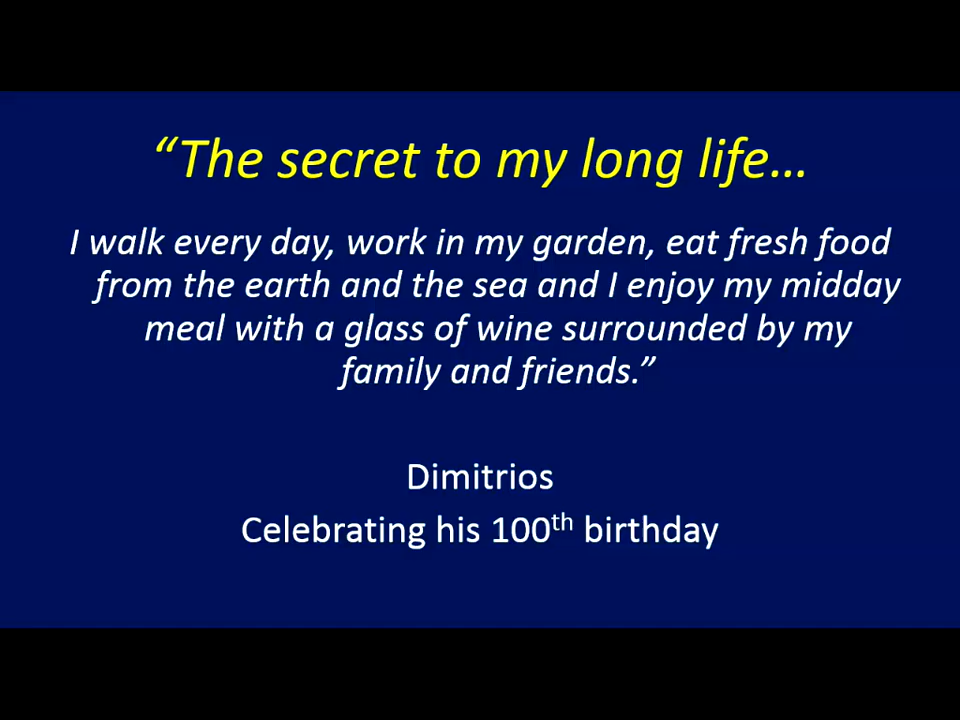 “The secret to my long life…
I walk every day, work in my garden, eat fresh food
from the earth and the sea and I enjoy my midday
meal with a glass of wine surrounded by my
family and friends.”
Dimitrios
Celebrating his 100th birthday